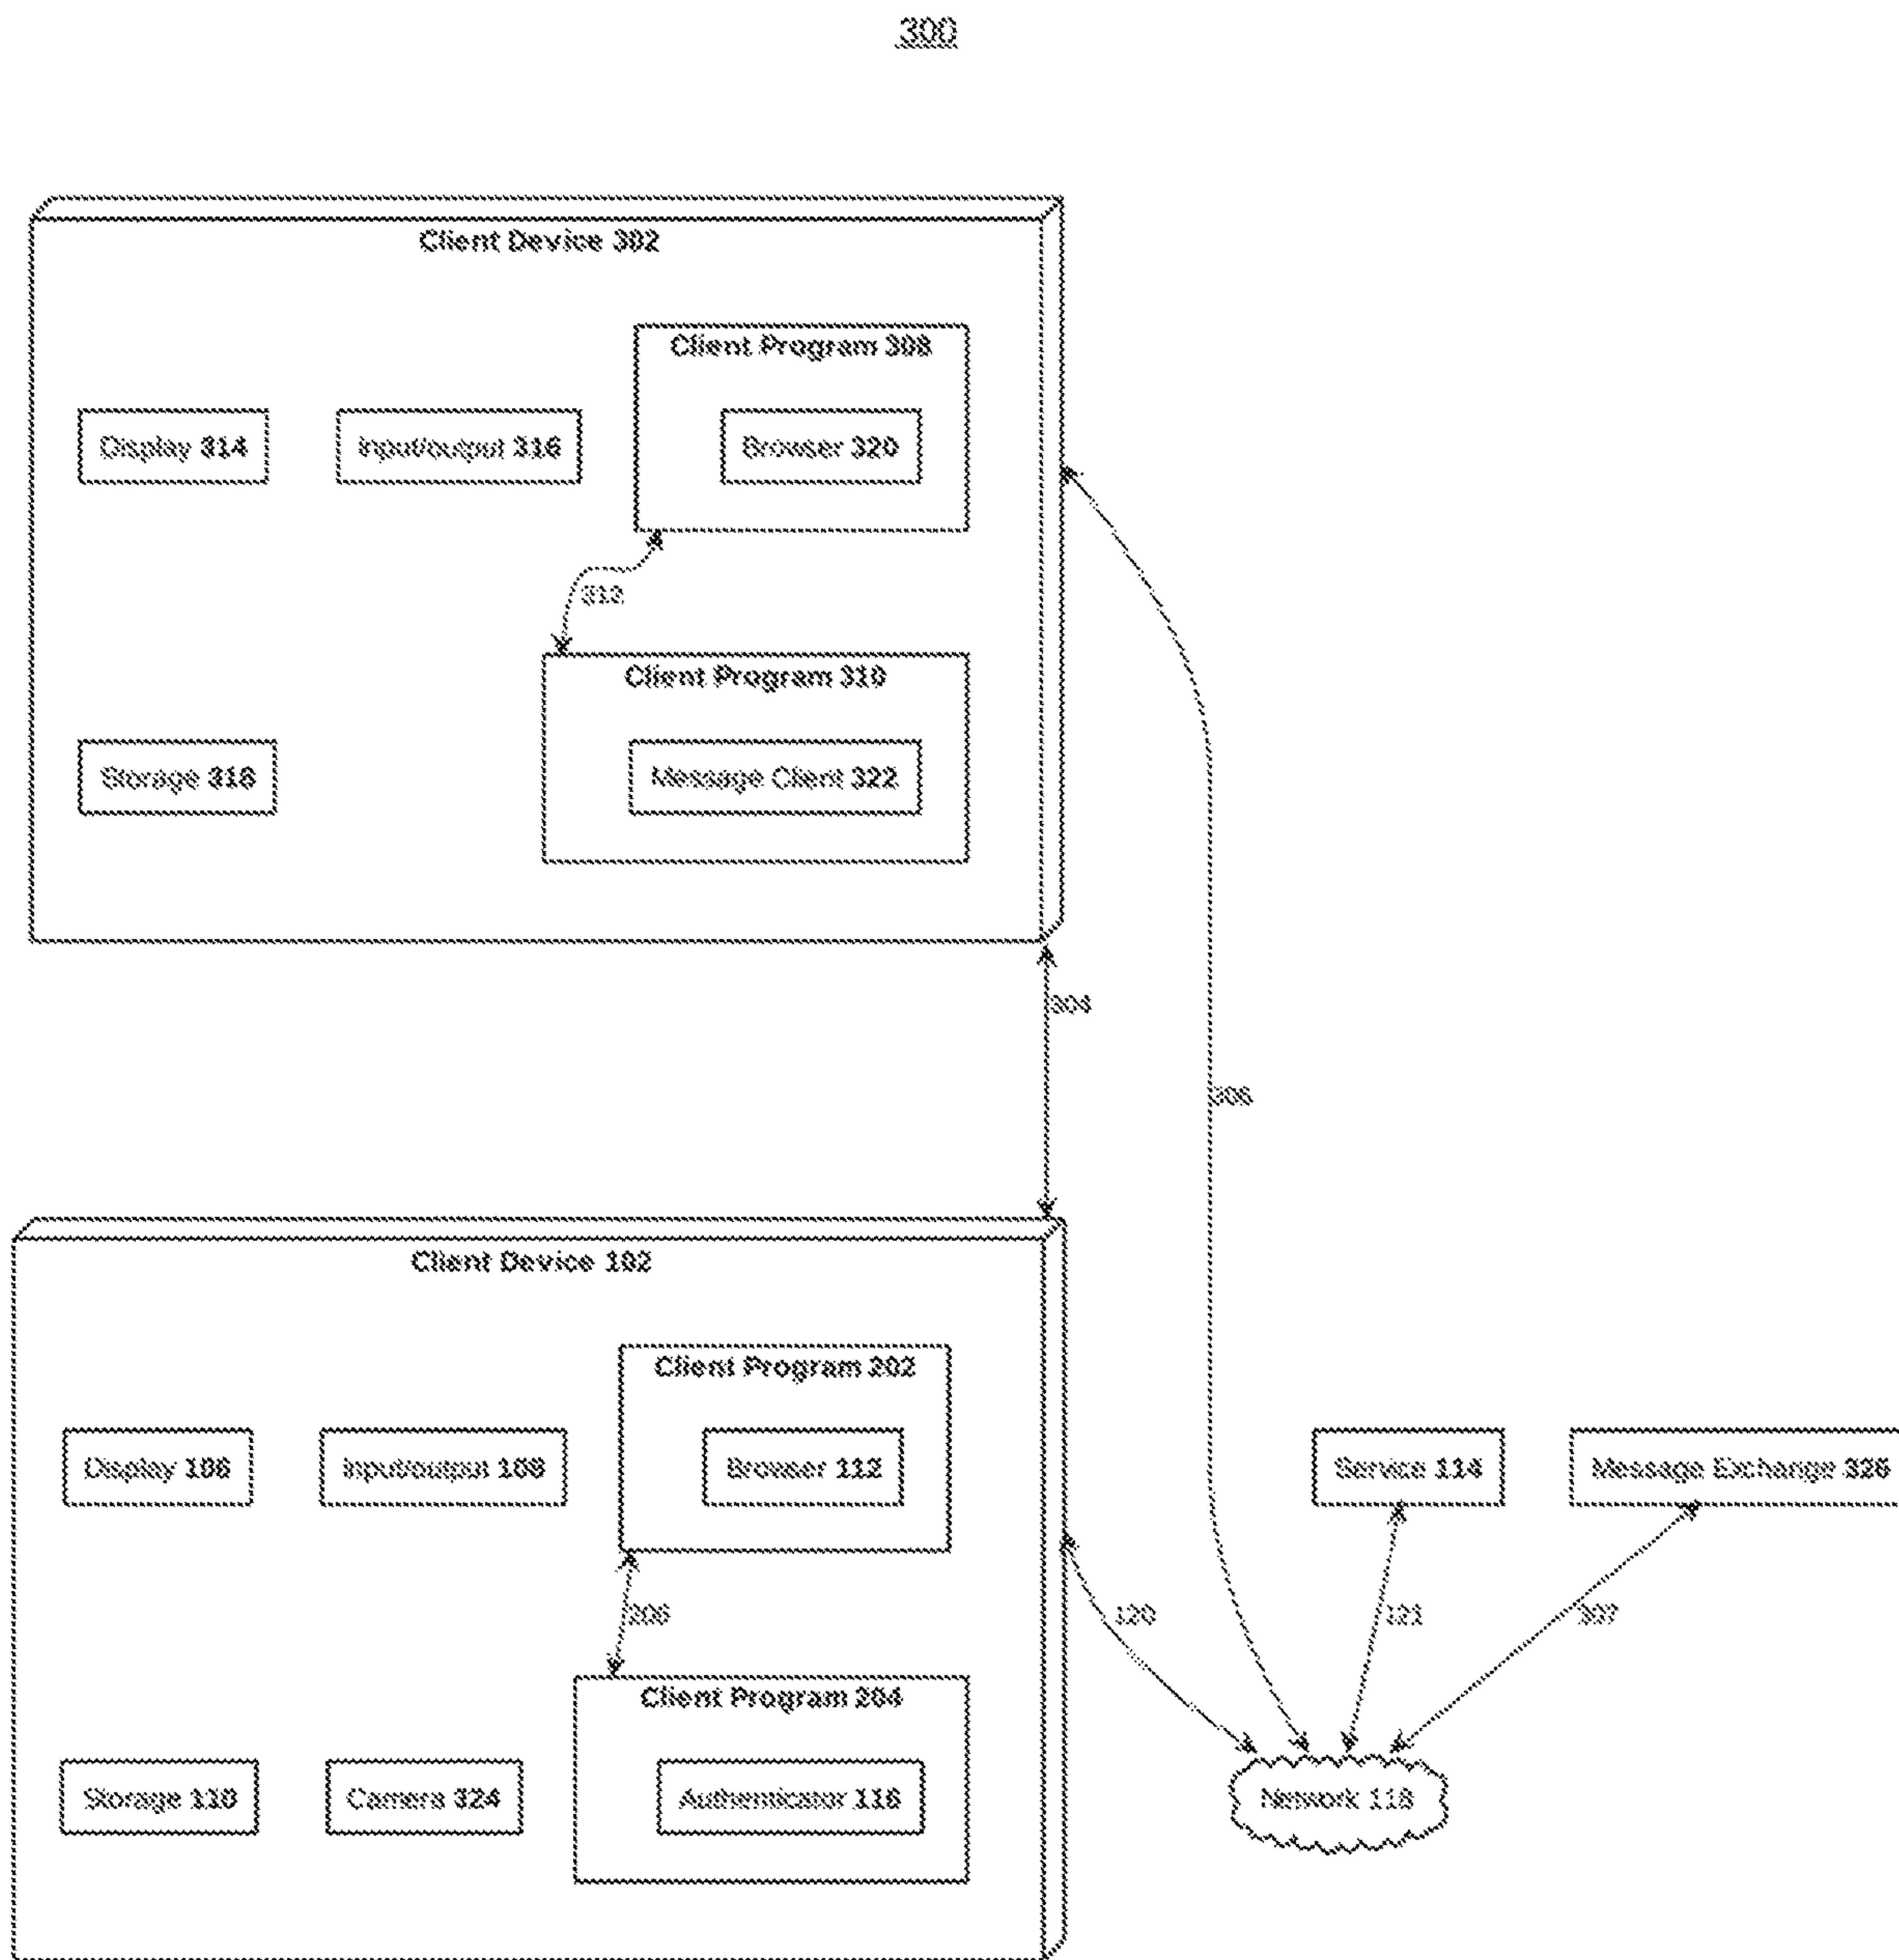 300
Client Device 302
Client Program 308
Display 314
Input/output 316
Browser 320
312
Client Program 310
Storage 318
Message Client 322
304
306
Client Device 102
Client Program 202
Display 106
Input/output 108
Browser 112
Service 114
Message Exchange 326
206
120
121
307
Client Program 204
Storage 110
Camera 324
Authenticator 116
Network 118